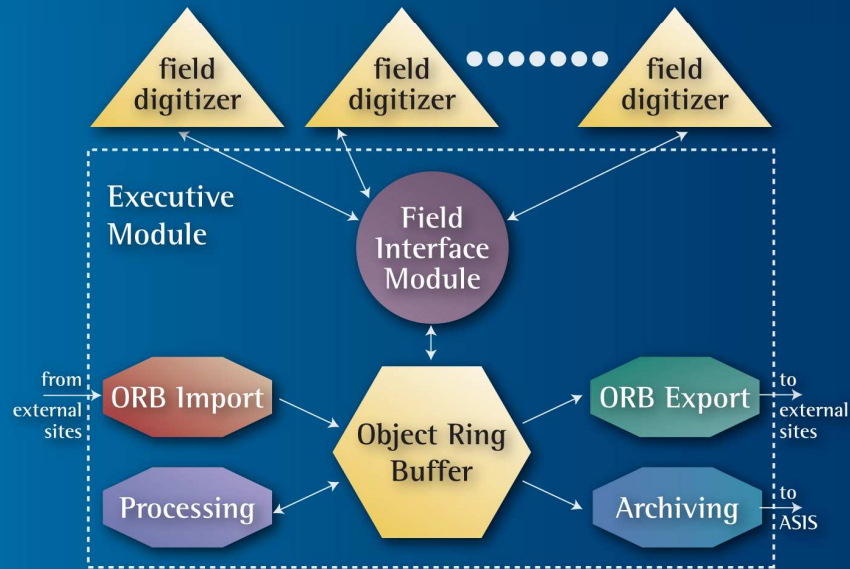 field
digitizer
field
digitizer
field
digitizer
Executive
Module
Field
Interface
Module
from
external
sites
ORB Import
Object Ring
Buffer
ORB Export
to
external
sites
Processing
Archiving
to
ASIS